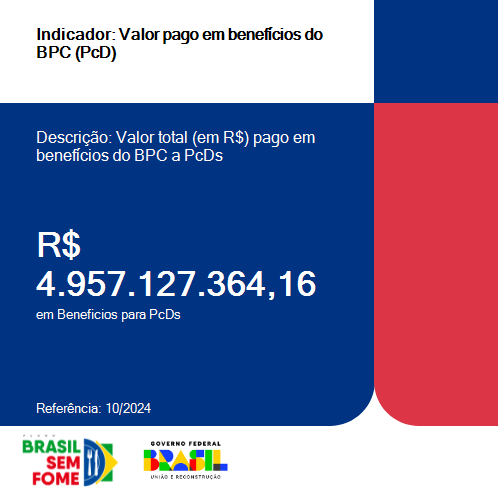 Indicador: Valor pago em benefícios do
BPC (PcD)
Descrição: Valor total (em R$) pago em
benefícios do BPC a PcDs
R$
4.957.127.364,16
em Beneficios para PcDs
Referência: 10/2024
PLANO
BRASIL
SEM
FOME
GOVERNO FEDERAL
BRASIL
UNIÃO E RECONSTRUÇÃO